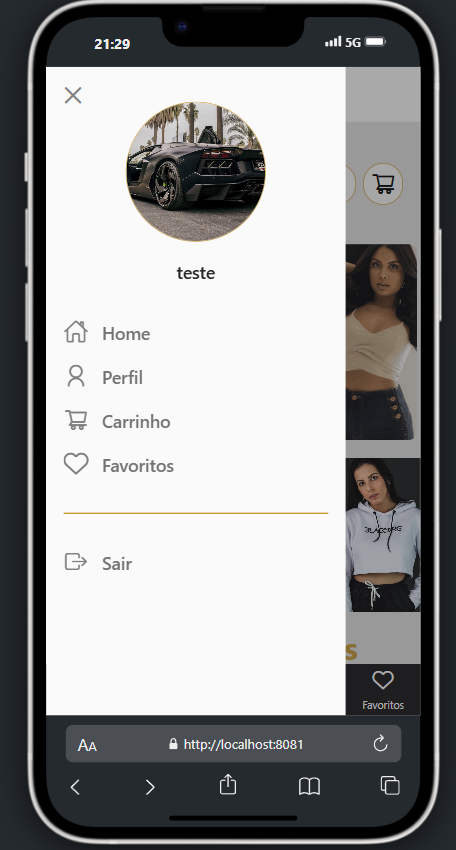 21:29
5G
teste
Home
Perfil
Carrinho
Favoritos
Sair
s
Favoritos
AA
http://localhost:8081